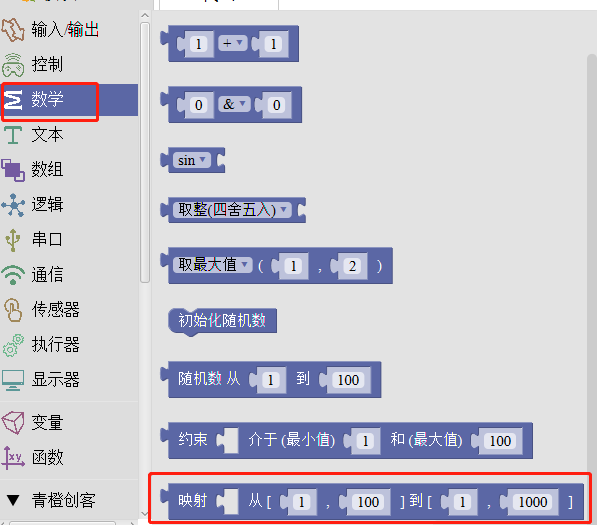 输入/输出
控制
数学
文本
数组
逻辑
串口
通信
传感器
执行器
显示器
变量
函数
青橙创客
1 + 1
0 & 0
sin
取整(四舍五入)
取最大值 ( 1 , 2 )
初始化随机数
随机数 从 1 到 100
约束 介于 (最小值) 1 和 (最大值) 100
映射 从 [ 1 , 100 ] 到 [ 1 , 1000 ]